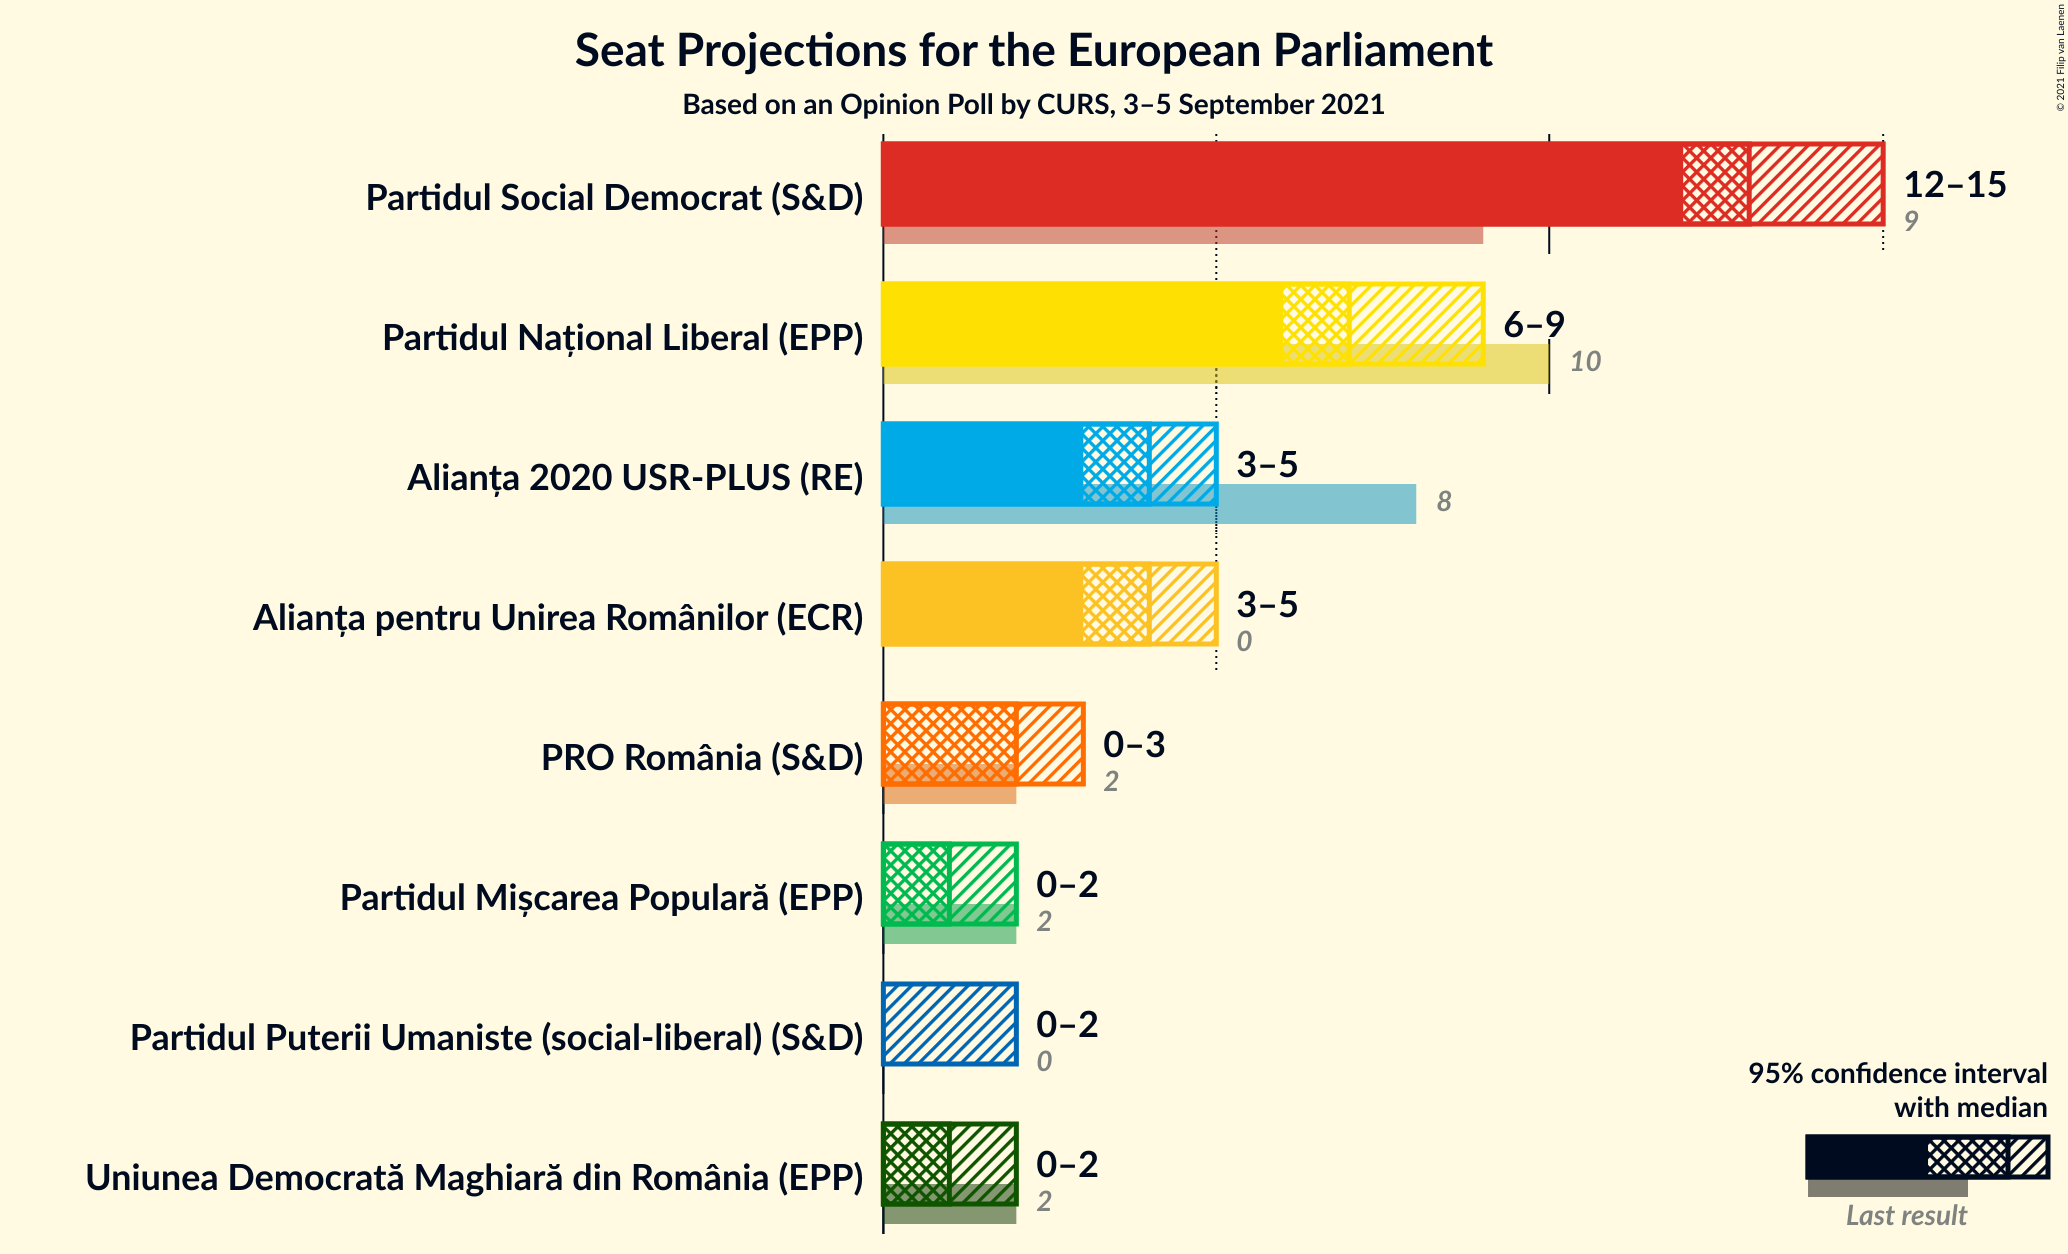 Seat Projections for the European Parliament
Based on an Opinion Poll by CURS, 3–5 September 2021
© 2021 Filip van Laenen
Partidul Social Democrat (S&D)
12–15
9
Partidul Național Liberal (EPP)
6–9
10
Alianța 2020 USR-PLUS (RE)
3–5
8
Alianța pentru Unirea Românilor (ECR)
3–5
0
PRO România (S&D)
0–3
2
Partidul Mișcarea Populară (EPP)
0–2
2
Partidul Puterii Umaniste (social-liberal) (S&D)
0–2
0
Uniunea Democrată Maghiară din România (EPP)
0–2
2
95% confidence interval
with median
Last result